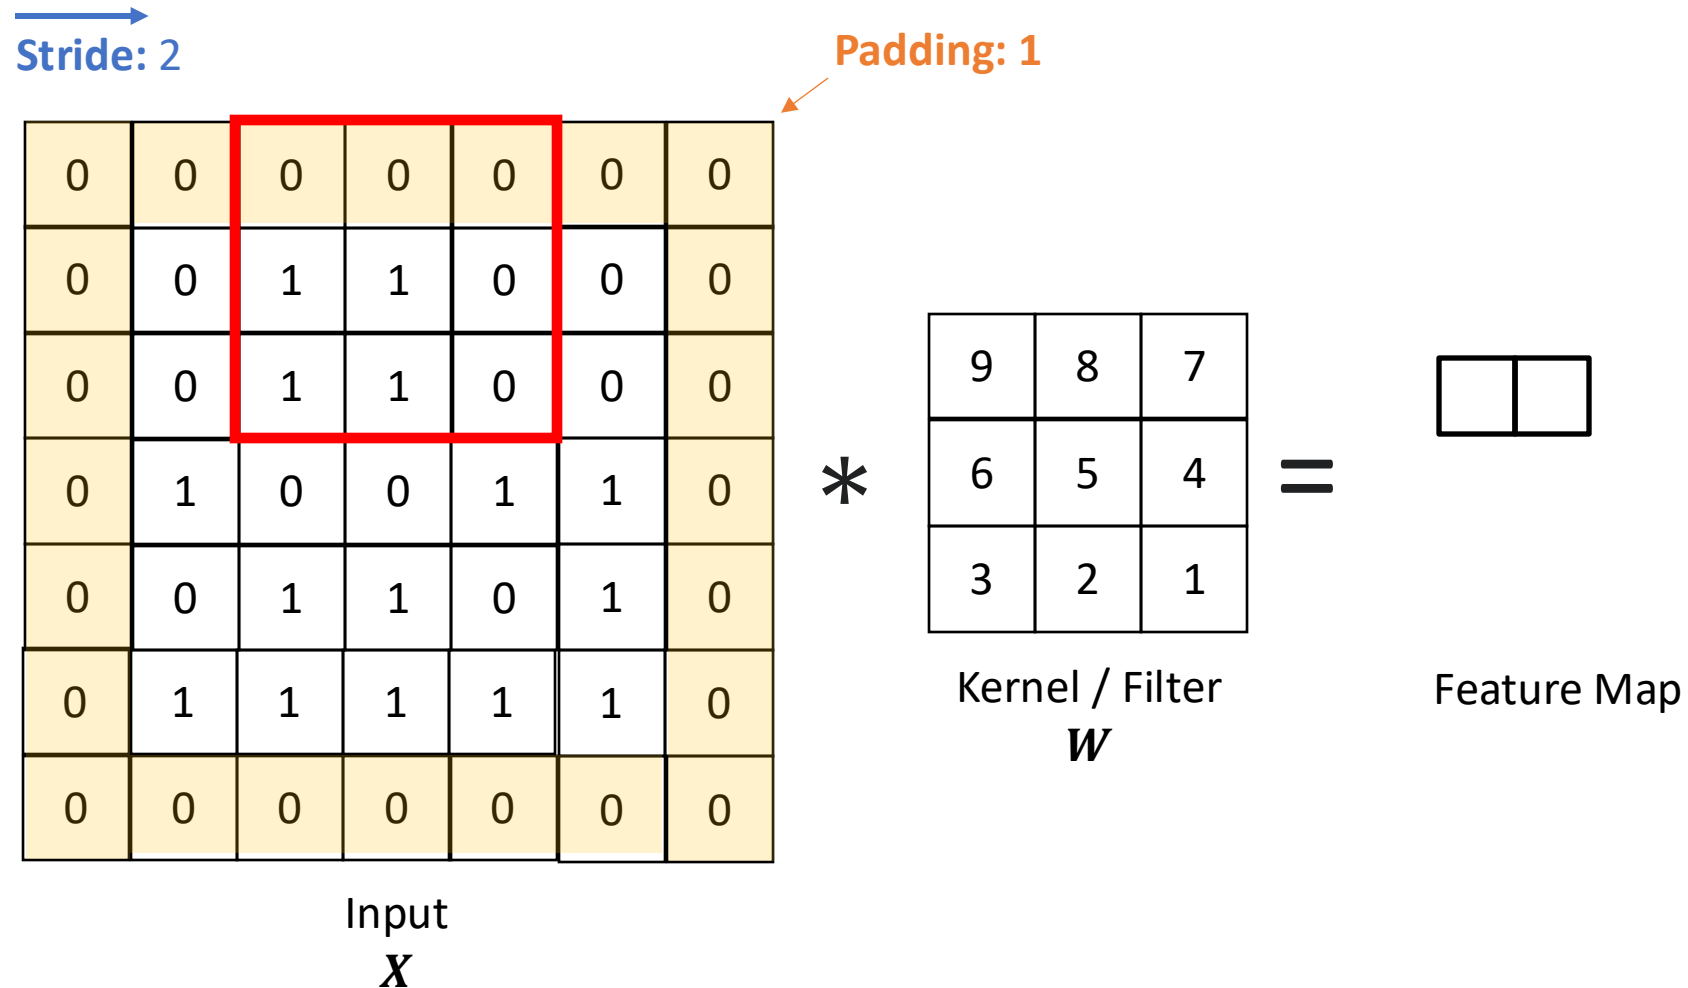 Stride: 2
Padding: 1
0 0 0 0 0 0 0
0 0 1 1 0 0 0
0 0 1 1 0 0 0
0 1 0 0 1 1 0
0 0 1 1 0 1 0
0 1 1 1 1 1 0
0 0 0 0 0 0 0
Input
X
*
9 8 7
6 5 4
3 2 1
Kernel / Filter
W
=
Feature Map